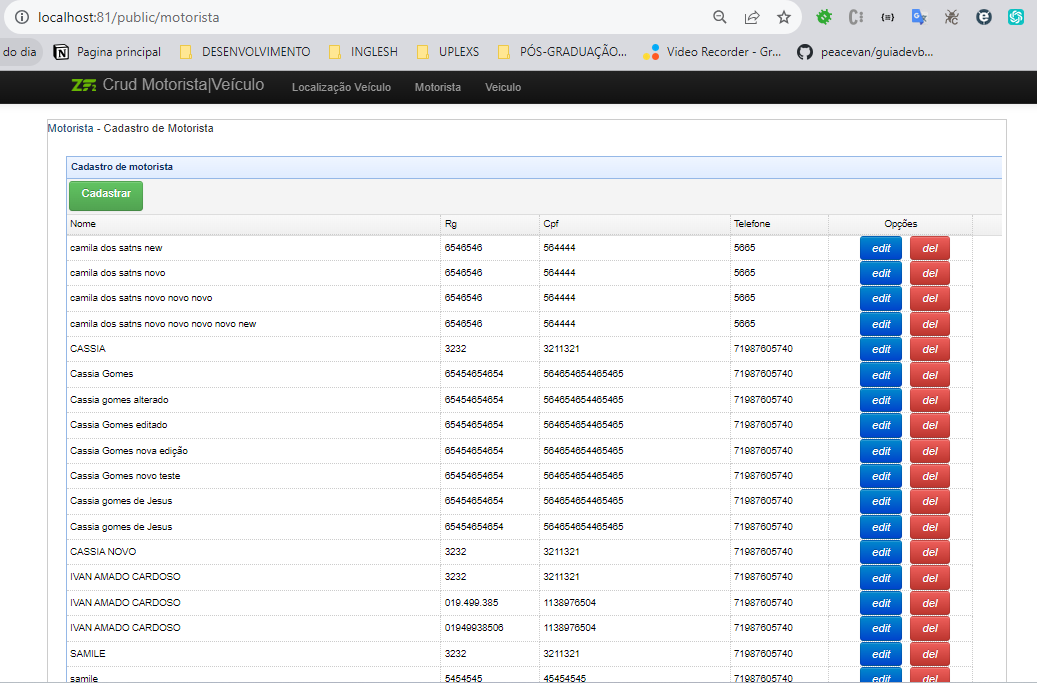 localhost:81/public/motorista
do dia Pagina principal DESENVOLVIMENTO INGLESH UPLEXS PÓS-GRADUAÇÃO... Video Recorder - Gr... peacevan/guiadevb...
ZF2 Crud Motorista|Veículo Localização Veículo Motorista Veiculo
Motorista - Cadastro de Motorista
Cadastro de motorista
Cadastrar
Nome Rg Cpf Telefone Opções
camila dos satns new 6546546 564444 5665 edit del
camila dos satns novo 6546546 564444 5665 edit del
camila dos satns novo novo novo 6546546 564444 5665 edit del
camila dos satns novo novo novo novo new 6546546 564444 5665 edit del
CASSIA 3232 3211321 71987605740 edit del
Cassia Gomes 65454654654 564654654465465 71987605740 edit del
Cassia gomes alterado 65454654654 564654654465465 71987605740 edit del
Cassia Gomes editado 65454654654 564654654465465 71987605740 edit del
Cassia Gomes nova edição 65454654654 564654654465465 71987605740 edit del
Cassia Gomes novo teste 65454654654 564654654465465 71987605740 edit del
Cassia gomes de Jesus 65454654654 564654654465465 71987605740 edit del
Cassia gomes de Jesus 65454654654 564654654465465 71987605740 edit del
CASSIA NOVO 3232 3211321 71987605740 edit del
IVAN AMADO CARDOSO 3232 3211321 71987605740 edit del
IVAN AMADO CARDOSO 019.499.385 1138976504 71987605740 edit del
IVAN AMADO CARDOSO 01949938506 1138976504 71987605740 edit del
SAMILE 3232 3211321 71987605740 edit del
samile 5454545 45454545 71987605740 edit del